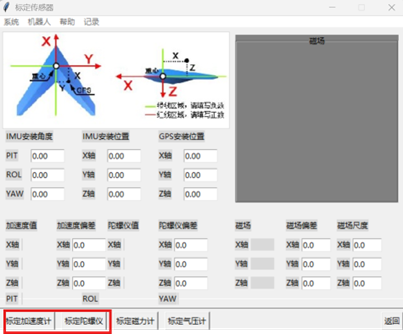 标定传感器
系统 机器人 帮助 记录
X
Y
重心
Z
Y
X
GPS
X
Z
重心
X
Z
绿线区域，请填写负数
红线区域，请填写正数
磁场
IMU安装角度 IMU安装位置 GPS安装位置
PIT 0.00 X轴 0.00 X轴 0.00
ROL 0.00 Y轴 0.00 Y轴 0.00
YAW 0.00 Z轴 0.00 Z轴 0.00
加速度值 加速度偏差 陀螺仪值 陀螺仪偏差 磁场 磁场偏差 磁场尺度
X轴 X轴 0.0 X轴 X轴 0.0 X轴 X轴 0.0 X轴 0.0
Y轴 Y轴 0.0 Y轴 Y轴 0.0 Y轴 Y轴 0.0 Y轴 0.0
Z轴 Z轴 0.0 Z轴 Z轴 0.0 Z轴 Z轴 0.0 Z轴 0.0
PIT ROL YAW
标定加速度计 标定陀螺仪 标定磁力计 标定气压计 返回